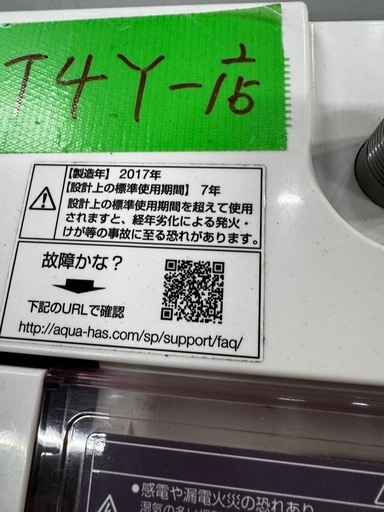 T4Y-2/15
【製造年】 2017年
【設計上の標準使用期間】 7年
設計上の標準使用期間を超えて使用
されますと、経年劣化による発火・
けが等の事故に至る恐れがあります。
故障かな?
下記のURLで確認
http://aqua-has.com/sp/support/faq/
●感電や漏電火災の恐れあり